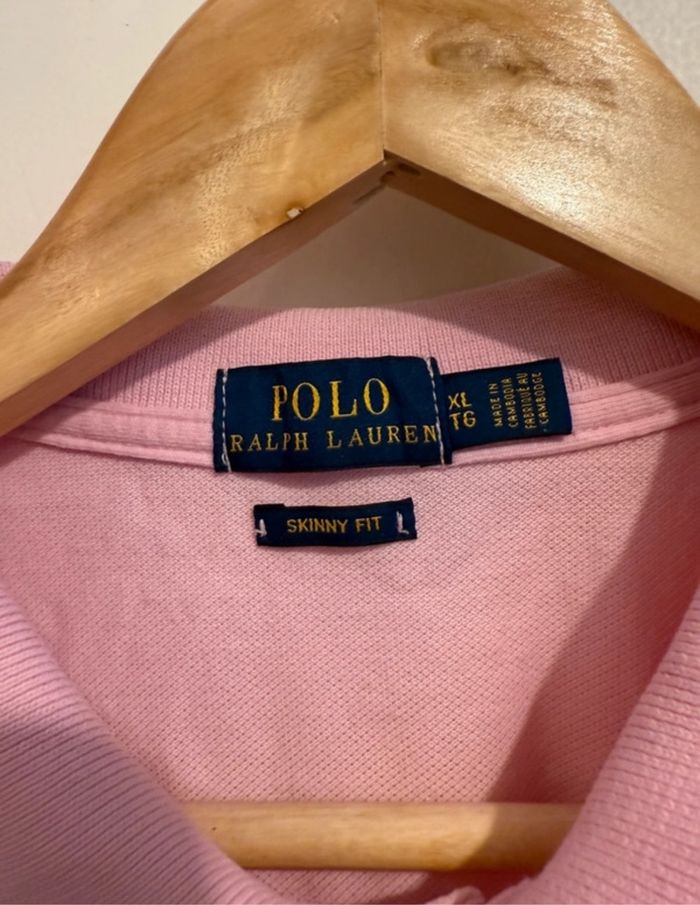 POLO
RALPH LAUREN
XL
TG
MADE IN
CAMBODIA
FABRIQUÉ AU
CAMBODGE
SKINNY FIT